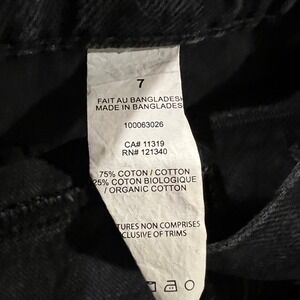 7
FAIT AU BANGLADESH
MADE IN BANGLADES
100063026
CA# 11319
RN# 121340
75% COTON / COTTON
25% COTON BIOLOGIQUE
/ ORGANIC COTTON
TURES NON COMPRISES
CLUSIVE OF TRIMS